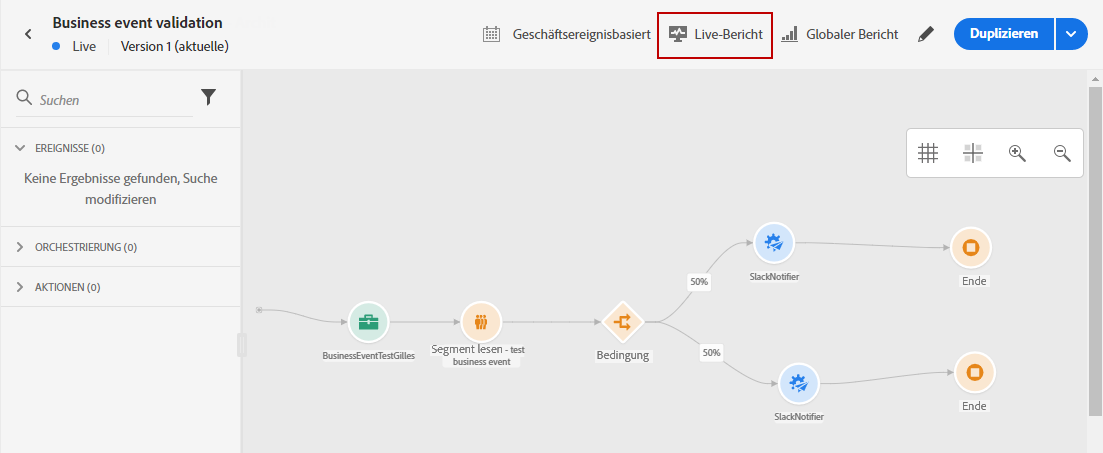 Business event validation
Live Version 1 (aktuelle)
Geschäftsereignisbasiert
Live-Bericht
Globaler Bericht
Duplizieren
Suchen
EREIGNISSE (0)
Keine Ergebnisse gefunden, Suche
modifizieren
ORCHESTRIERUNG (0)
AKTIONEN (0)
BusinessEventTestGilles
Segment lesen - test
business event
Bedingung
50%
SlackNotifier
Ende
50%
SlackNotifier
Ende